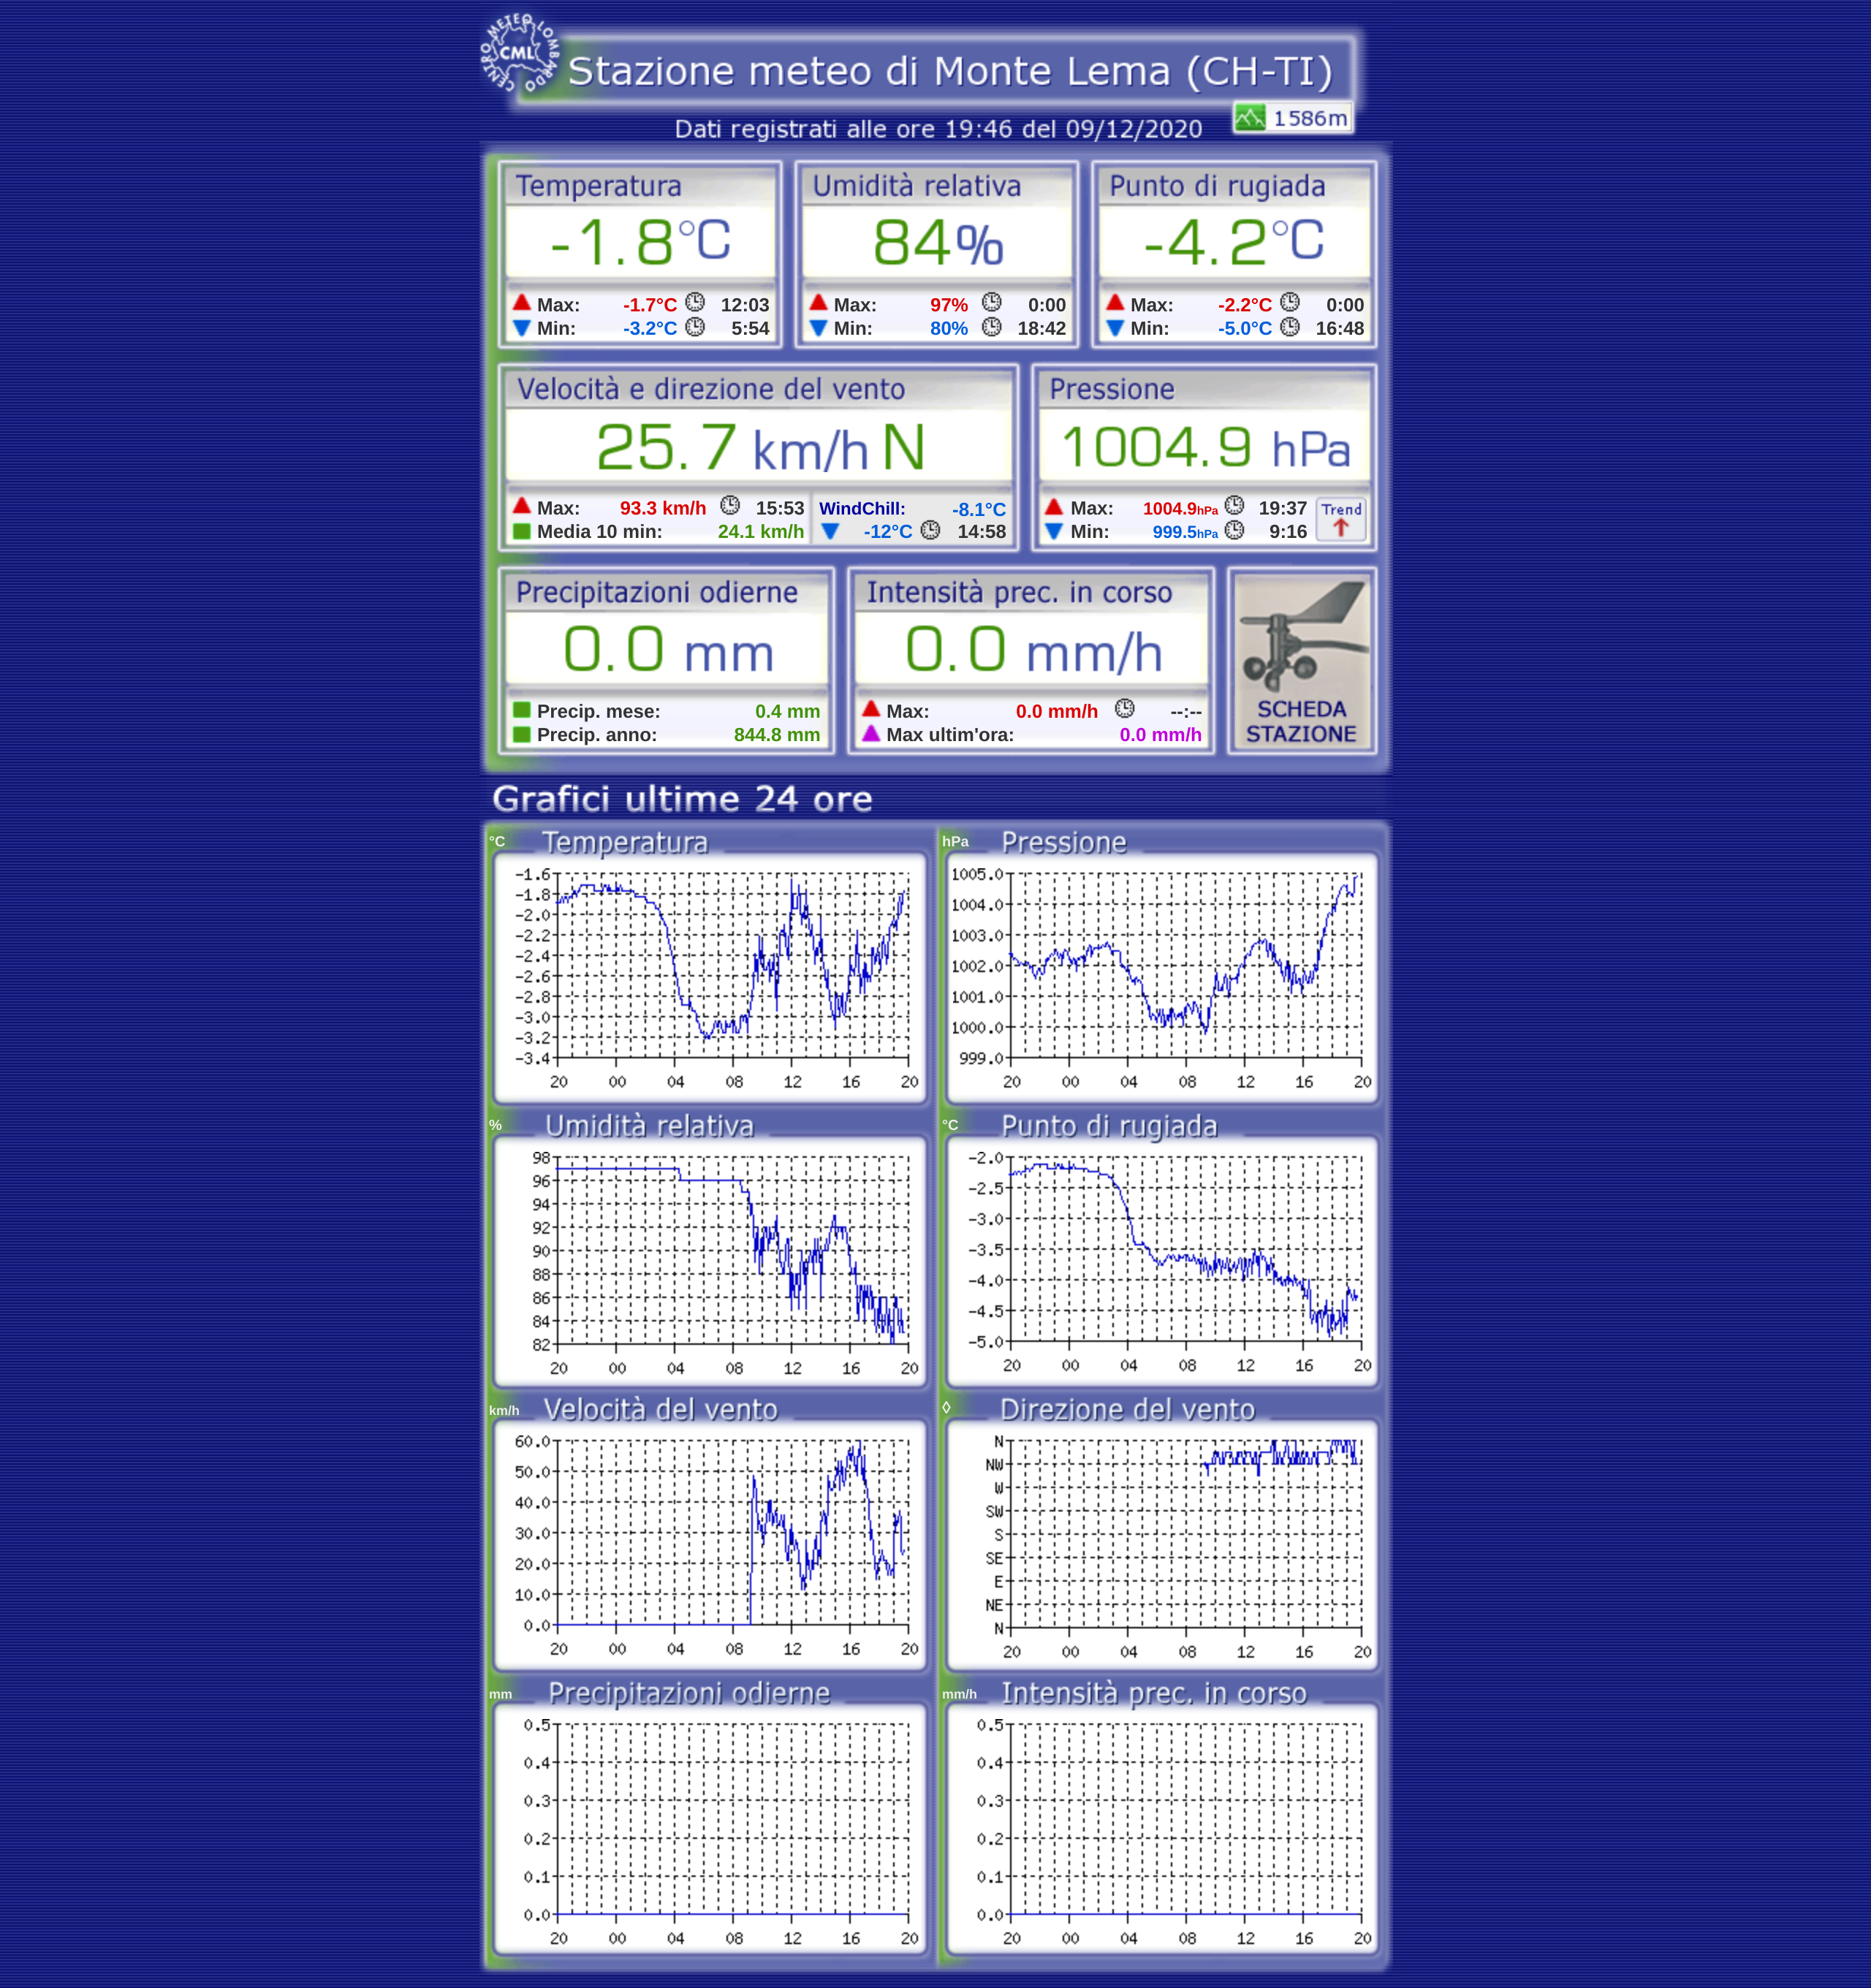 CENTRO METEO LOMBARDO
CML
Stazione meteo di Monte Lema (CH-TI)
1586m
Dati registrati alle ore 19:46 del 09/12/2020
Temperatura Umidità relativa Punto di rugiada
-1.8°C 84% -4.2°C
Max: -1.7°C 12:03 Max: 97% 0:00 Max: -2.2°C 0:00
Min: -3.2°C 5:54 Min: 80% 18:42 Min: -5.0°C 16:48
Velocità e direzione del vento Pressione
25.7 km/h N 1004.9 hPa
Max: 93.3 km/h 15:53 WindChill: -8.1°C Max: 1004.9hPa 19:37 Trend
Media 10 min: 24.1 km/h -12°C 14:58 Min: 999.5hPa 9:16
Precipitazioni odierne Intensità prec. in corso
0.0 mm 0.0 mm/h
Precip. mese: 0.4 mm Max: 0.0 mm/h --:-- SCHEDA
Precip. anno: 844.8 mm Max ultim'ora: 0.0 mm/h STAZIONE
Grafici ultime 24 ore
°C Temperatura
-1.6
-1.8
-2.0
-2.2
-2.4
-2.6
-2.8
-3.0
-3.2
-3.4
20 00 04 08 12 16 20
hPa Pressione
1005.0
1004.0
1003.0
1002.0
1001.0
1000.0
999.0
20 00 04 08 12 16 20
% Umidità relativa
98
96
94
92
90
88
86
84
82
20 00 04 08 12 16 20
°C Punto di rugiada
-2.0
-2.5
-3.0
-3.5
-4.0
-4.5
-5.0
20 00 04 08 12 16 20
km/h Velocità del vento
60.0
50.0
40.0
30.0
20.0
10.0
0.0
20 00 04 08 12 16 20
◊ Direzione del vento
N
NW
W
SW
S
SE
E
NE
N
20 00 04 08 12 16 20
mm Precipitazioni odierne
0.5
0.4
0.3
0.2
0.1
0.0
20 00 04 08 12 16 20
mm/h Intensità prec. in corso
0.5
0.4
0.3
0.2
0.1
0.0
20 00 04 08 12 16 20